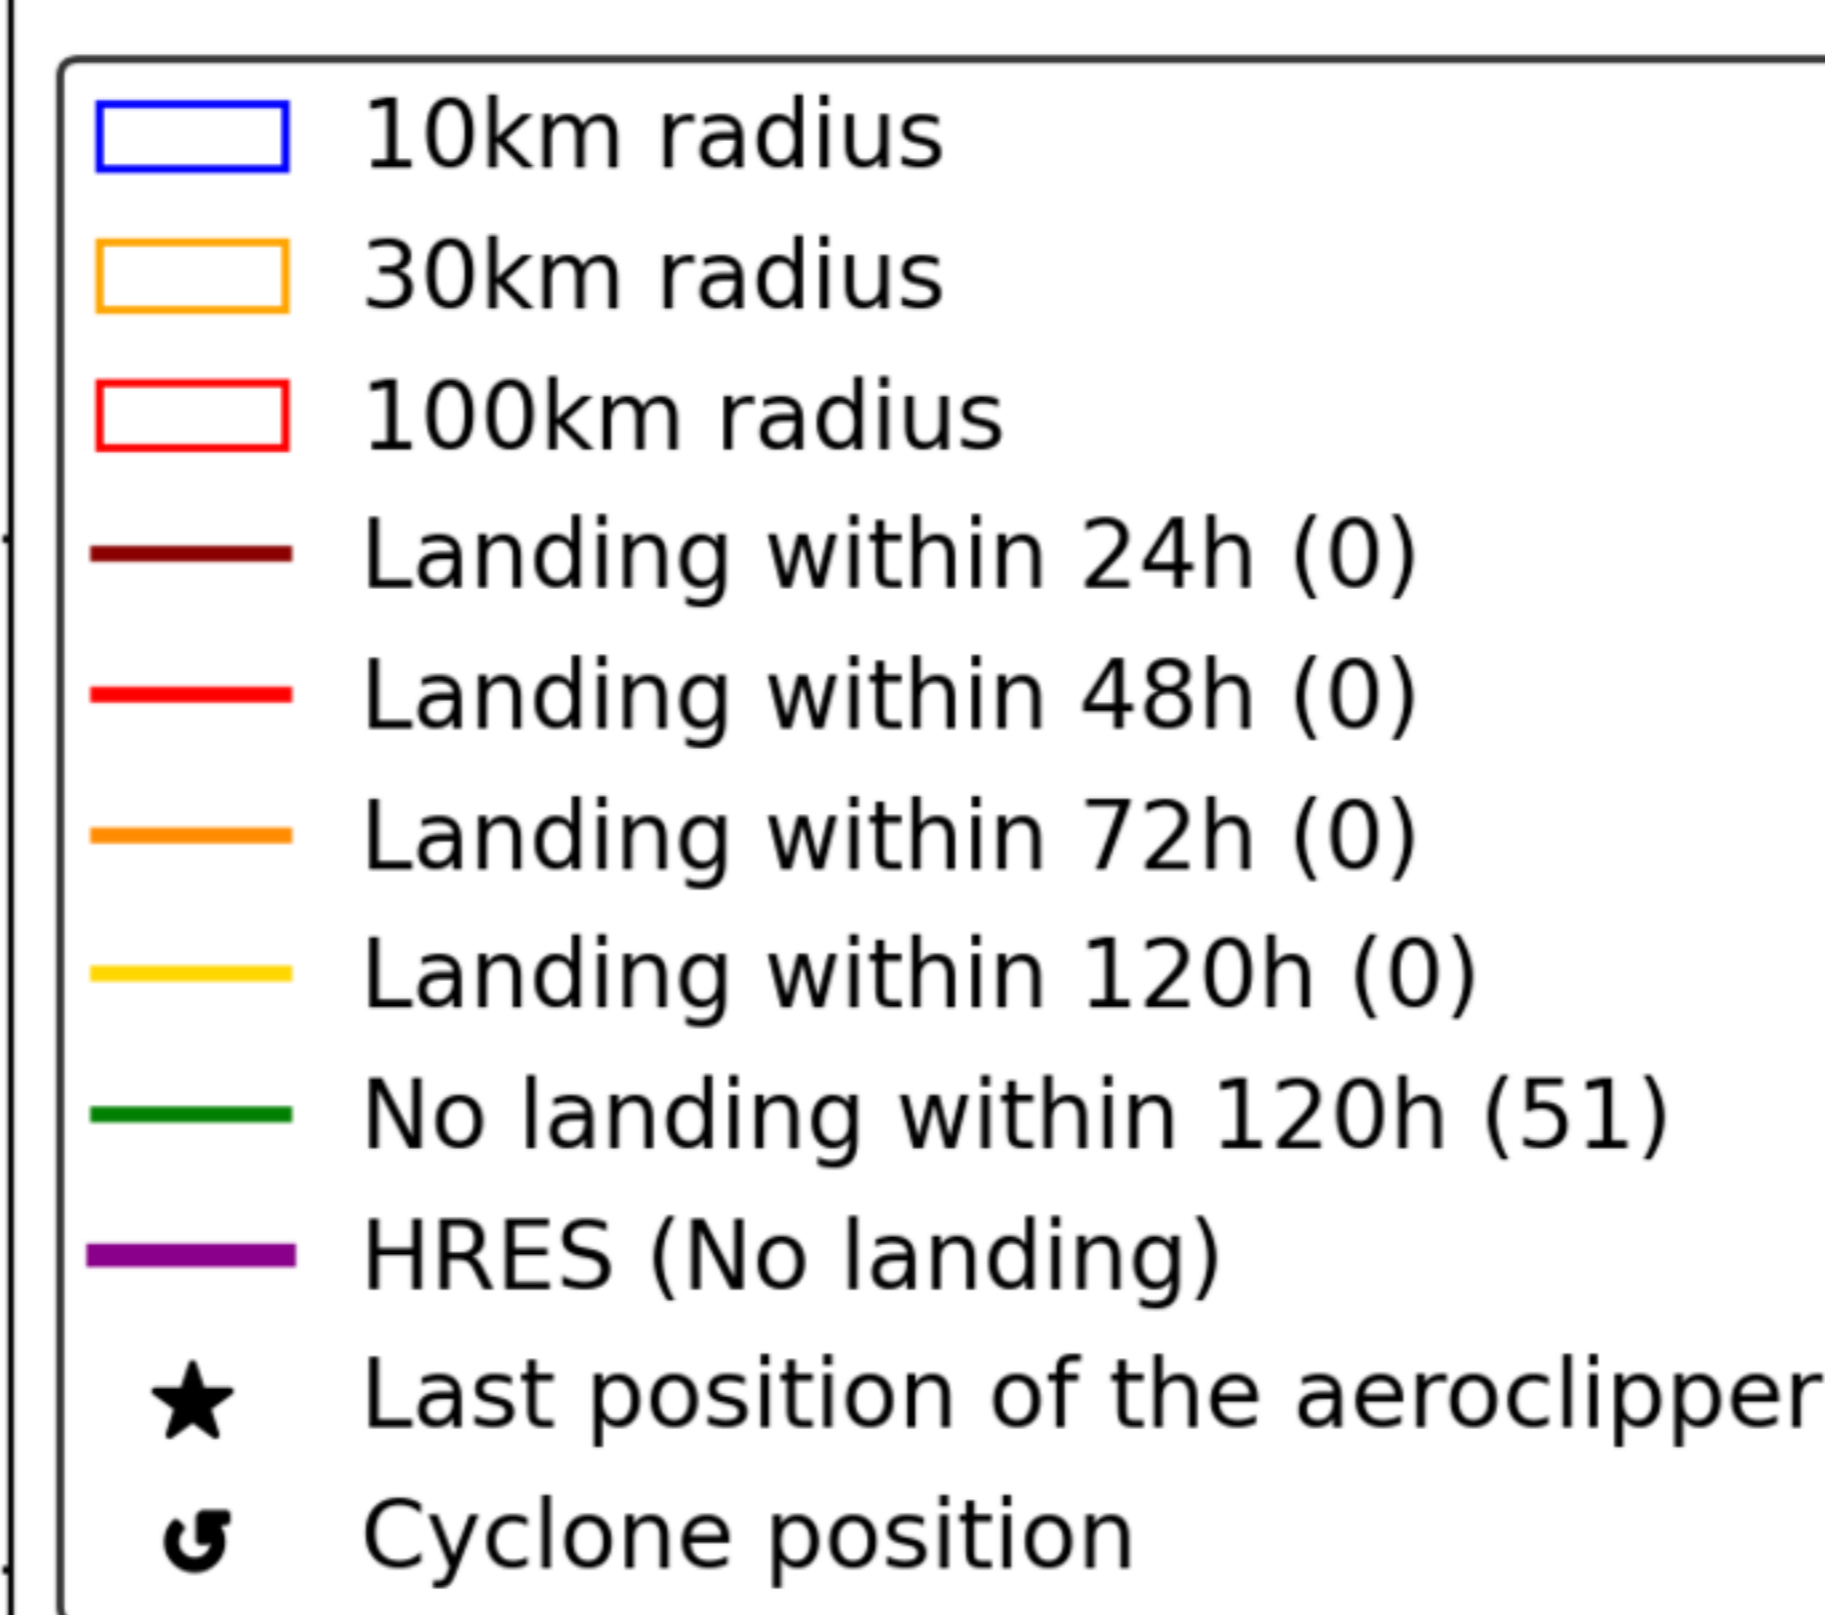 10km radius
30km radius
100km radius
Landing within 24h (0)
Landing within 48h (0)
Landing within 72h (0)
Landing within 120h (0)
No landing within 120h (51)
HRES (No landing)
Last position of the aeroclipper
Cyclone position